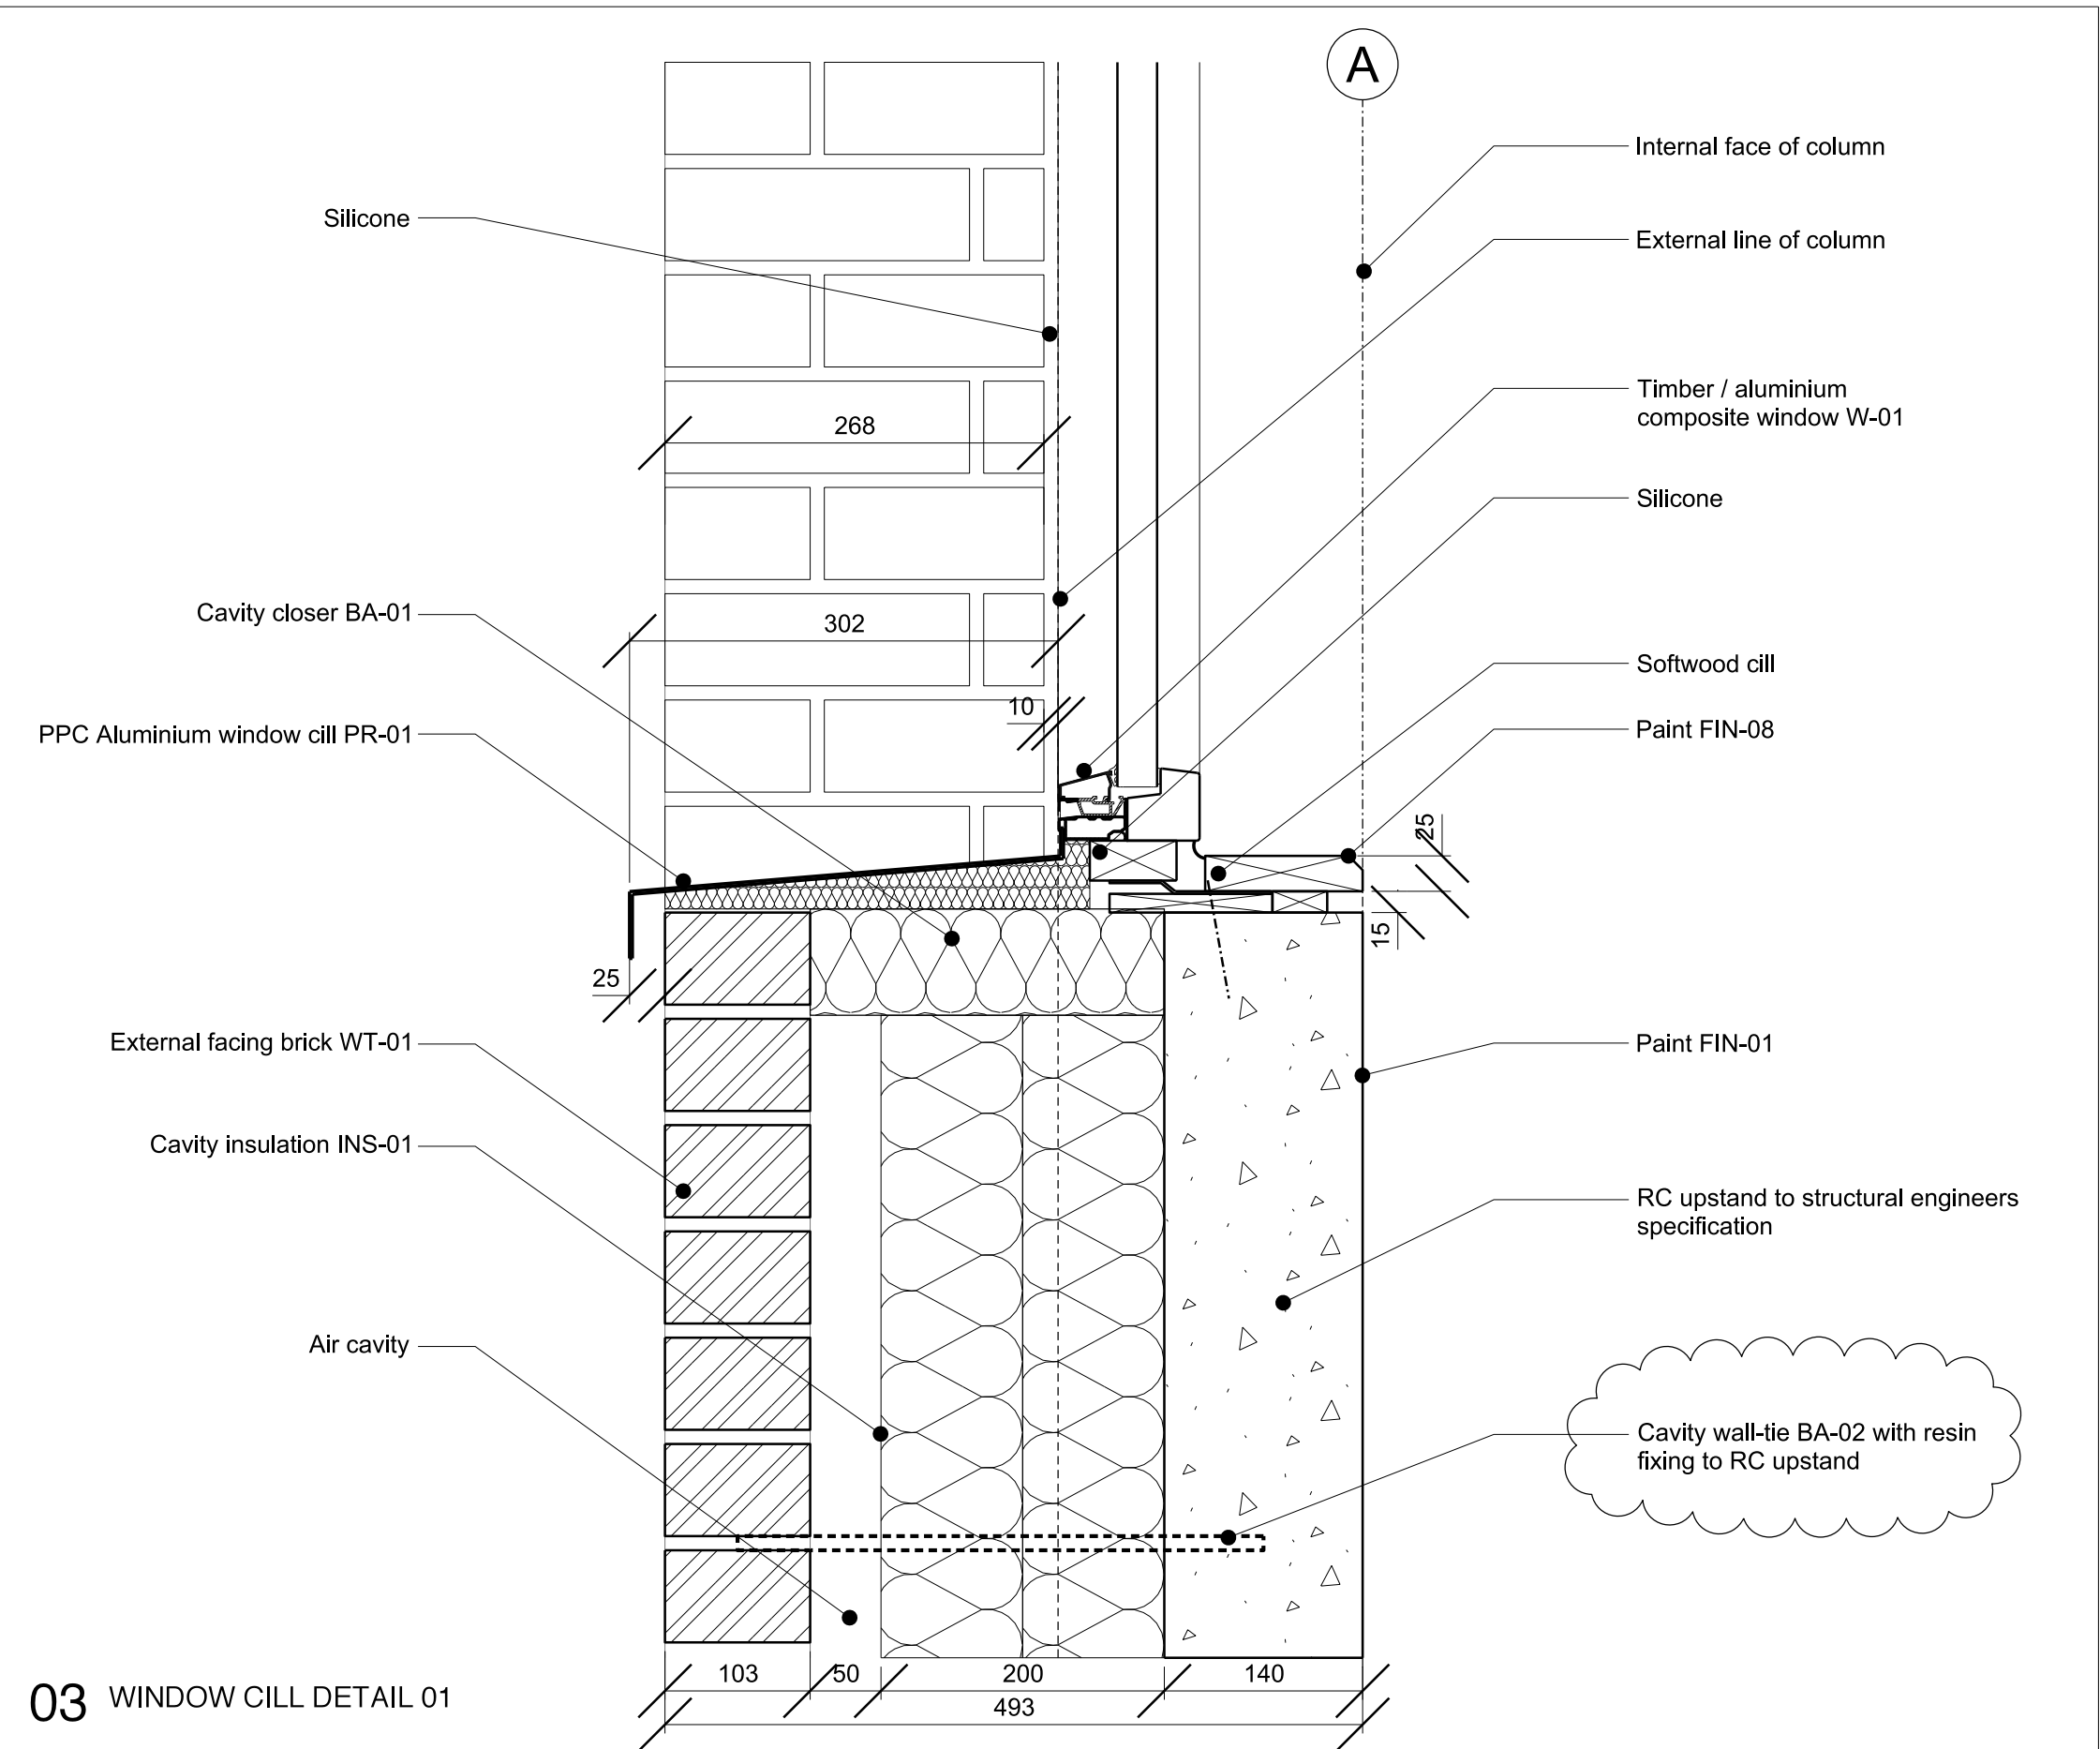 A
Internal face of column
External line of column
Silicone
Timber / aluminium
composite window W-01
268
Silicone
Cavity closer BA-01
302
Softwood cill
PPC Aluminium window cill PR-01
10
Paint FIN-08
25
15
25
External facing brick WT-01
Paint FIN-01
Cavity insulation INS-01
RC upstand to structural engineers
specification
Air cavity
Cavity wall-tie BA-02 with resin
fixing to RC upstand
103
50
200
140
493
03 WINDOW CILL DETAIL 01